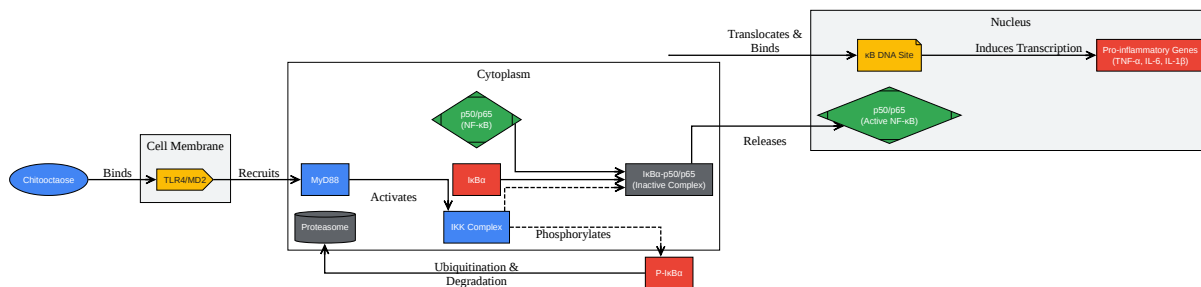 Nucleus
Translocates &
Binds
κB DNA Site
Induces Transcription
Pro-inflammatory Genes
(TNF-α, IL-6, IL-1β)
Cytoplasm
p50/p65
(NF-κB)
p50/p65
(Active NF-κB)
Releases
Cell Membrane
Chitooctaose
Binds
TLR4/MD2
Recruits
MyD88
Activates
IκBα
IκBα-p50/p65
(Inactive Complex)
Proteasome
IKK Complex
Phosphorylates
Ubiquitination &
Degradation
P-IκBα